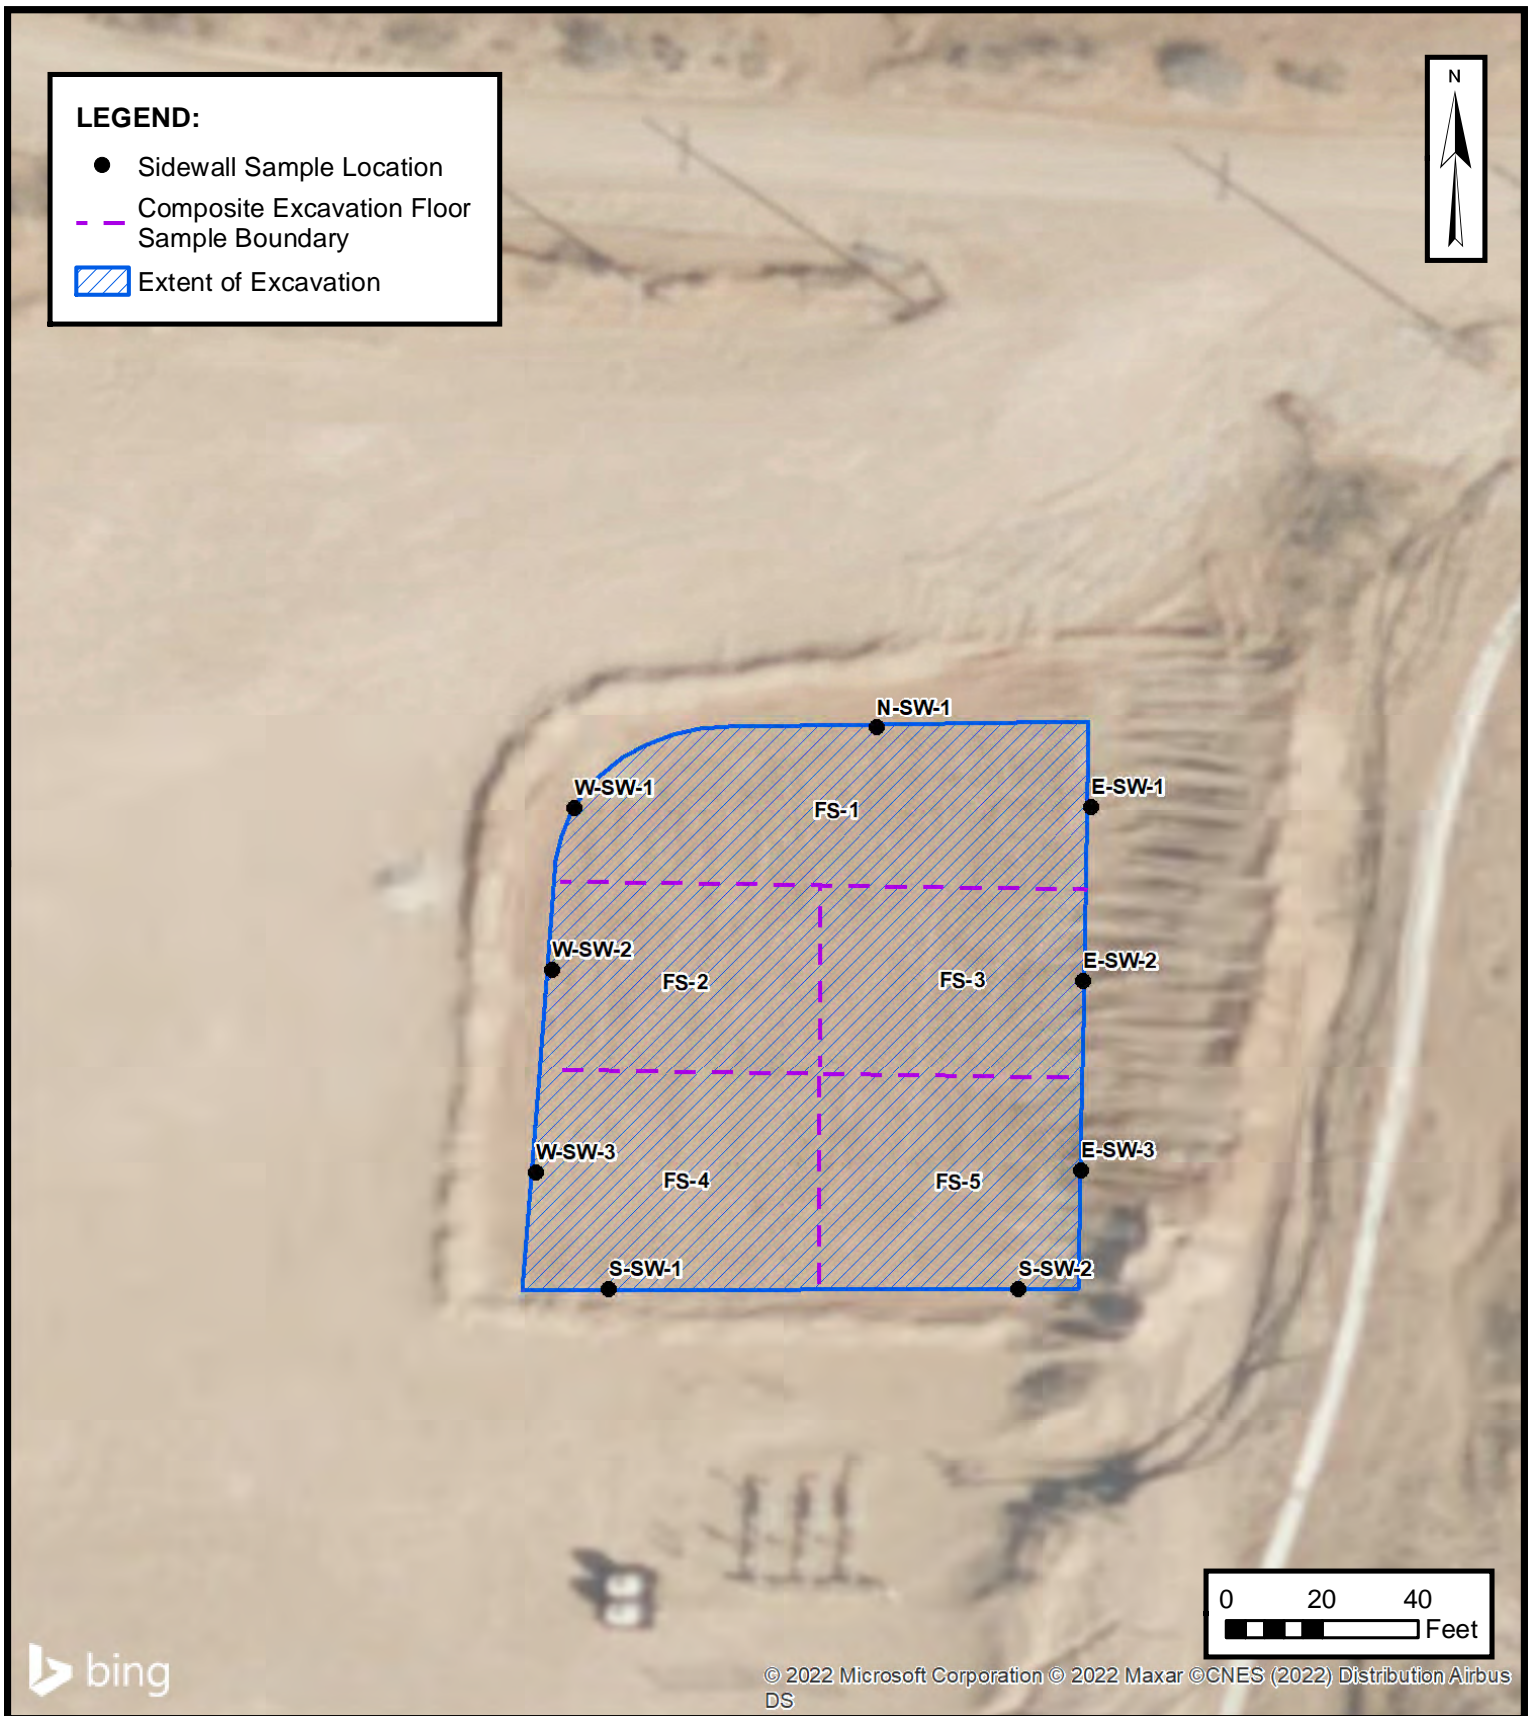 LEGEND:
Sidewall Sample Location
Composite Excavation Floor
Sample Boundary
Extent of Excavation
N
N-SW-1
W-SW-1
E-SW-1
FS-1
W-SW-2
E-SW-2
FS-2
FS-3
W-SW-3
E-SW-3
FS-4
FS-5
S-SW-1
S-SW-2
0 20 40
Feet
bing
© 2022 Microsoft Corporation © 2022 Maxar ©CNES (2022) Distribution Airbus
DS